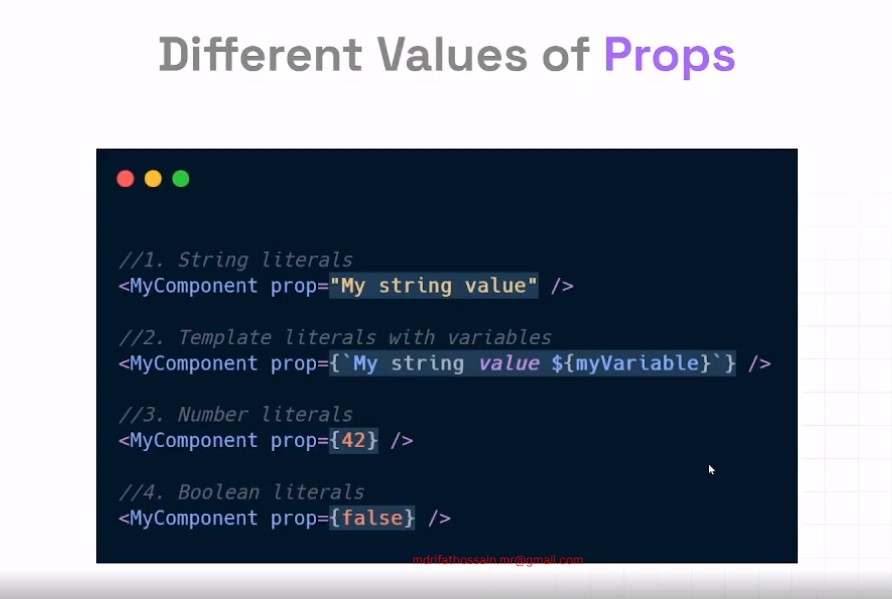 Different Values of Props
//1. String literals
<MyComponent prop="My string value" />
//2. Template literals with variables
<MyComponent prop={`My string value ${myVariable}`} />
//3. Number literals
<MyComponent prop={42} />
//4. Boolean literals
<MyComponent prop={false} />
mdrifathossain.mr@gmail.com